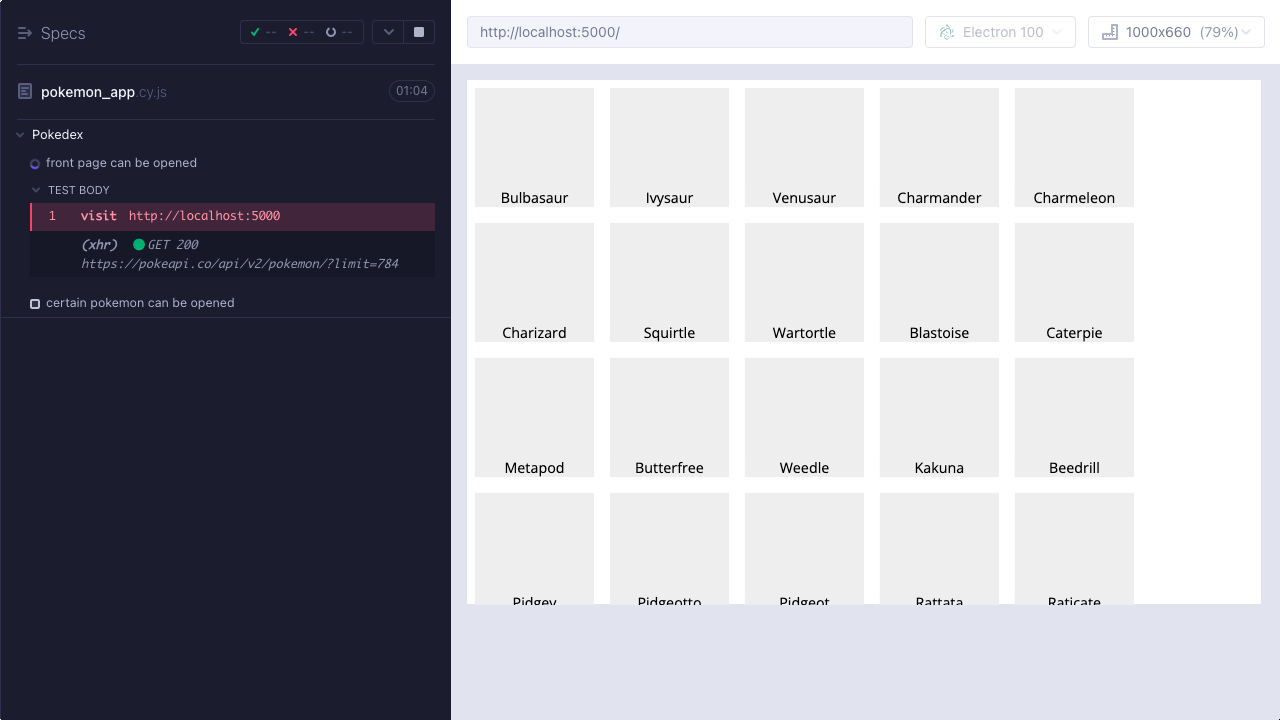 Specs
-- -- --
pokemon_app.cy.js
01:04
Pokedex
front page can be opened
TEST BODY
1 visit http://localhost:5000
(xhr) GET 200
https://pokeapi.co/api/v2/pokemon/?limit=784
certain pokemon can be opened
http://localhost:5000/
Electron 100
1000x660 (79%)
Bulbasaur Ivysaur Venusaur Charmander Charmeleon
Charizard Squirtle Wartortle Blastoise Caterpie
Metapod Butterfree Weedle Kakuna Beedrill
Pidgey Pidgeotto Pidgeot Rattata Raticate